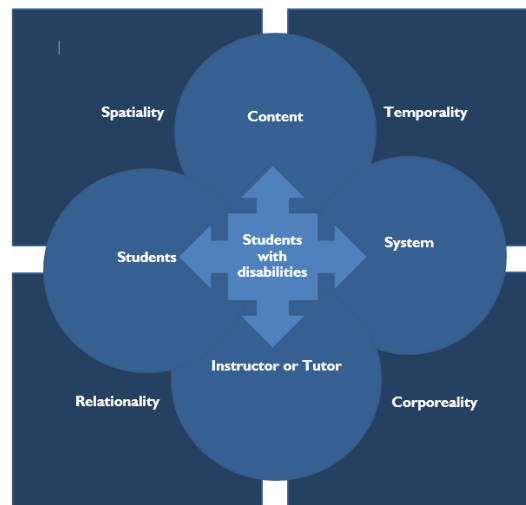 Spatiality
Content
Temporality
Students
Students
with
disabilities
System
Instructor or Tutor
Relationality
Corporeality